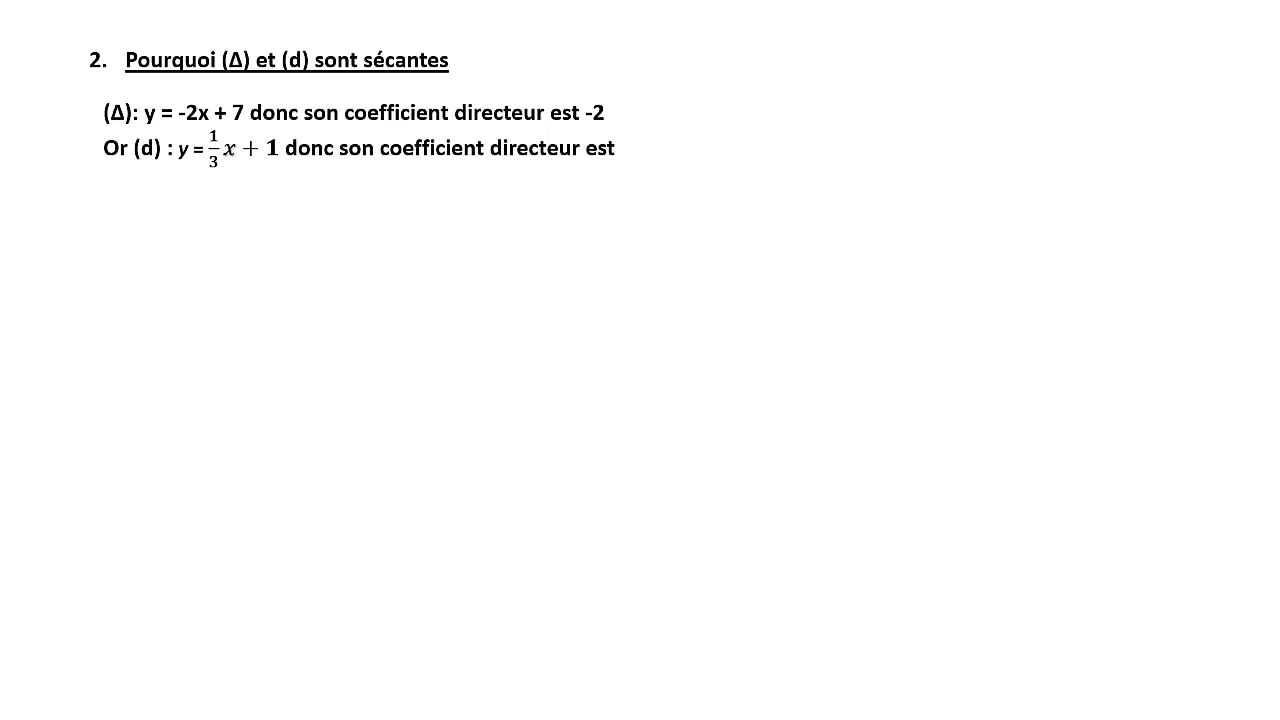 2. Pourquoi (Δ) et (d) sont sécantes
(Δ): y = -2x + 7 donc son coefficient directeur est -2
Or (d) : y = 1/3 x + 1 donc son coefficient directeur est